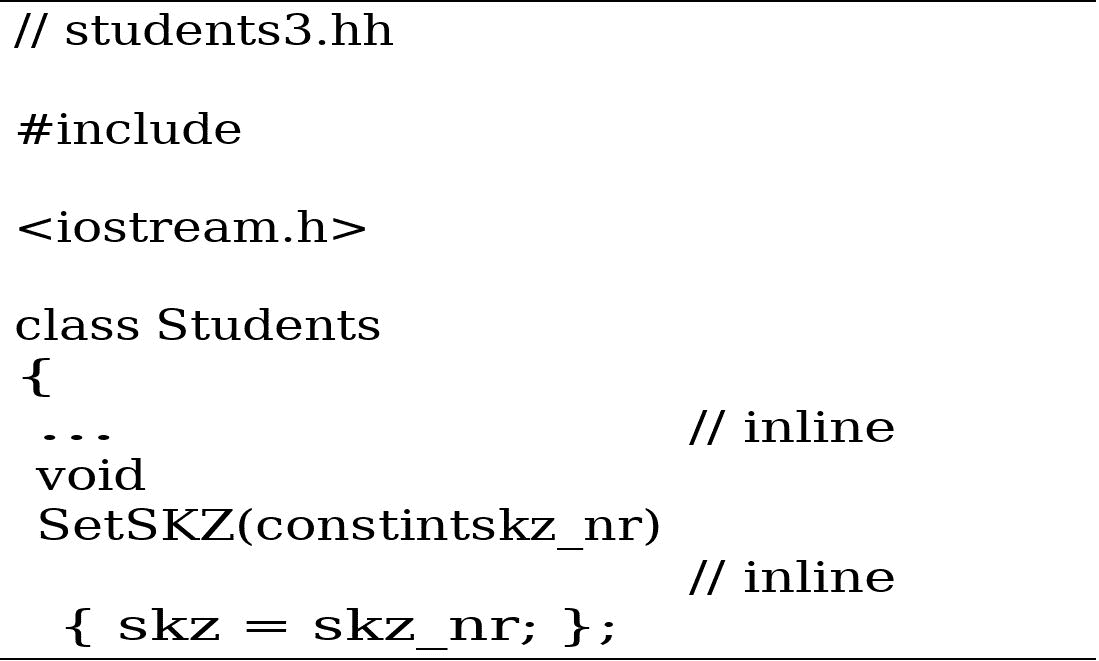 // students3.hh
#include
<iostream.h>
class Students
{
... // inline
void
SetSKZ(constintskz_nr)
// inline
{ skz = skz_nr; };